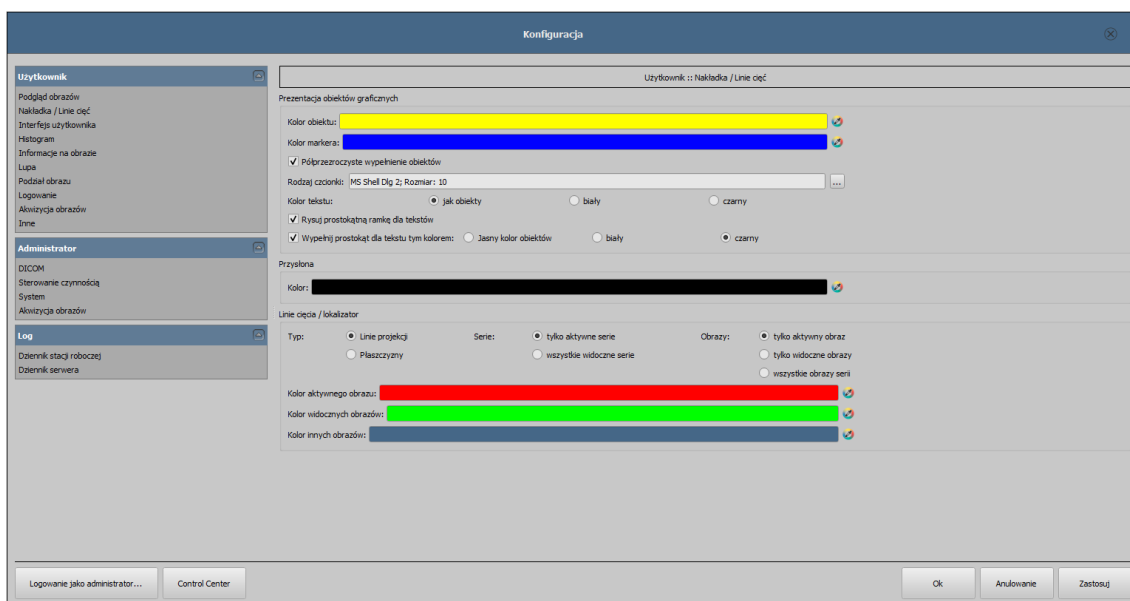 Konfiguracja
Użytkownik
Podgląd obrazów
Nakładka / Linie cięć
Interfejs użytkownika
Histogram
Informacje na obrazie
Lupa
Podział obrazu
Logowanie
Akwizycja obrazów
Inne
Administrator
DICOM
Sterowanie czynnością
System
Akwizycja obrazów
Log
Dziennik stacji roboczej
Dziennik serwera
Użytkownik :: Nakładka / Linie cięć
Prezentacja obiektów graficznych
Kolor obiektu:
Kolor markera:
Półprzezroczyste wypełnienie obiektów
Rodzaj czcionki: MS Shell Dlg 2; Rozmiar: 10 ...
Kolor tekstu: jak obiekty biały czarny
Rysuj prostokątną ramkę dla tekstów
Wypełnij prostokąt dla tekstu tym kolorem: Jasny kolor obiektów biały czarny
Przysłona
Kolor:
Linie cięcia / lokalizator
Typ: Linie projekcji Serie: tylko aktywne serie Obrazy: tylko aktywny obraz
Płaszczyzny wszystkie widoczne serie tylko widoczne obrazy
wszystkie obrazy serii
Kolor aktywnego obrazu:
Kolor widocznych obrazów:
Kolor innych obrazów:
Logowanie jako administrator... Control Center Ok Anulowanie Zastosuj